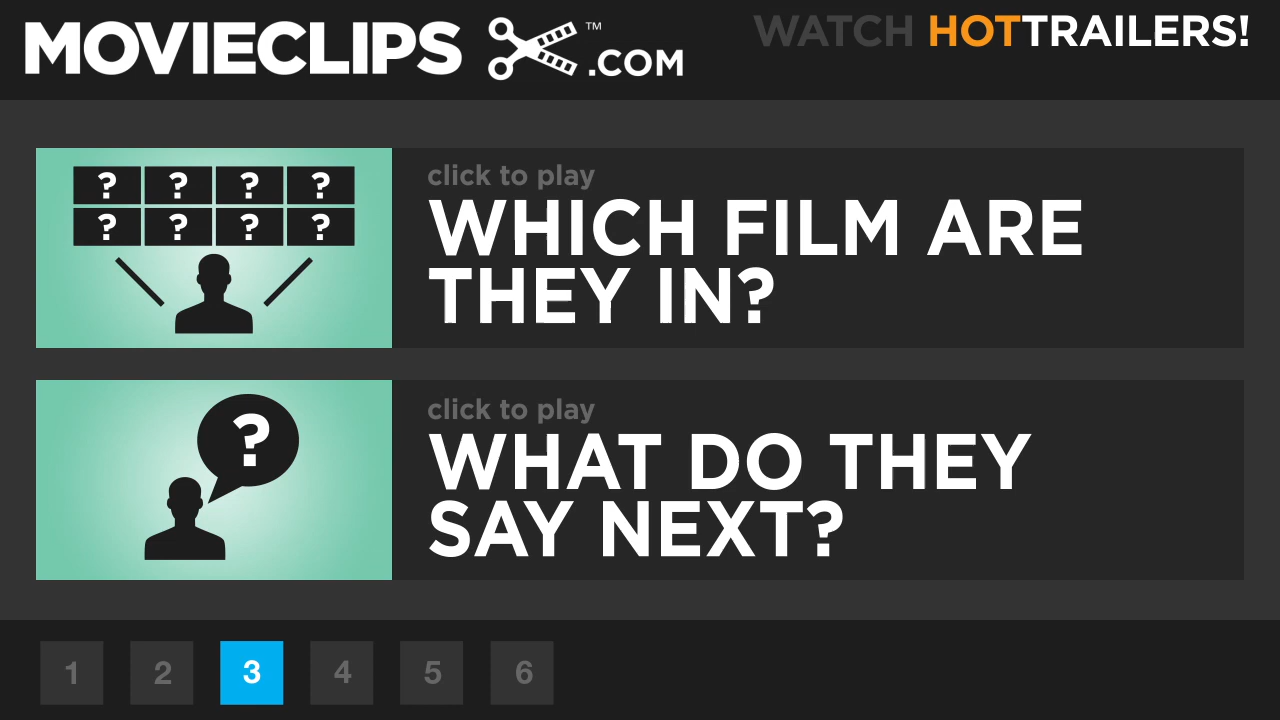 MOVIECLIPS ™ .COM
WATCH HOTTRAILERS!
? ? ? ?
? ? ? ?
click to play
WHICH FILM ARE
THEY IN?
?
click to play
WHAT DO THEY
SAY NEXT?
1 2 3 4 5 6